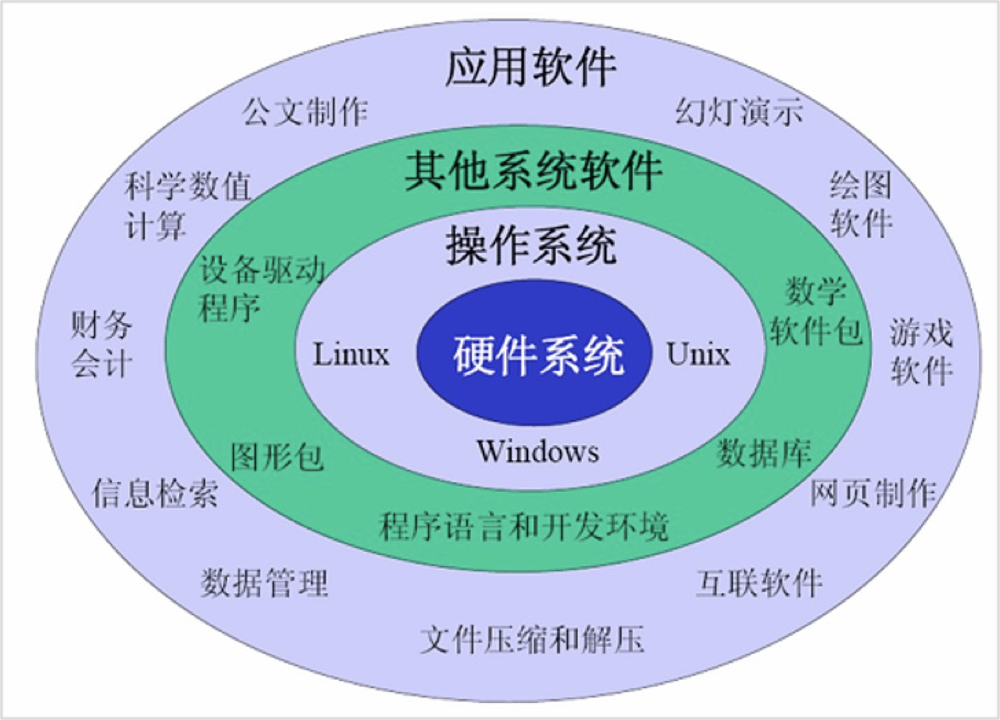 应用软件
公文制作
幻灯演示
其他系统软件
科学数值
计算
绘图
软件
操作系统
设备驱动
程序
数学
软件包
财务
会计
Linux
硬件系统
Unix
游戏
软件
Windows
图形包
数据库
信息检索
网页制作
程序语言和开发环境
数据管理
互联软件
文件压缩和解压